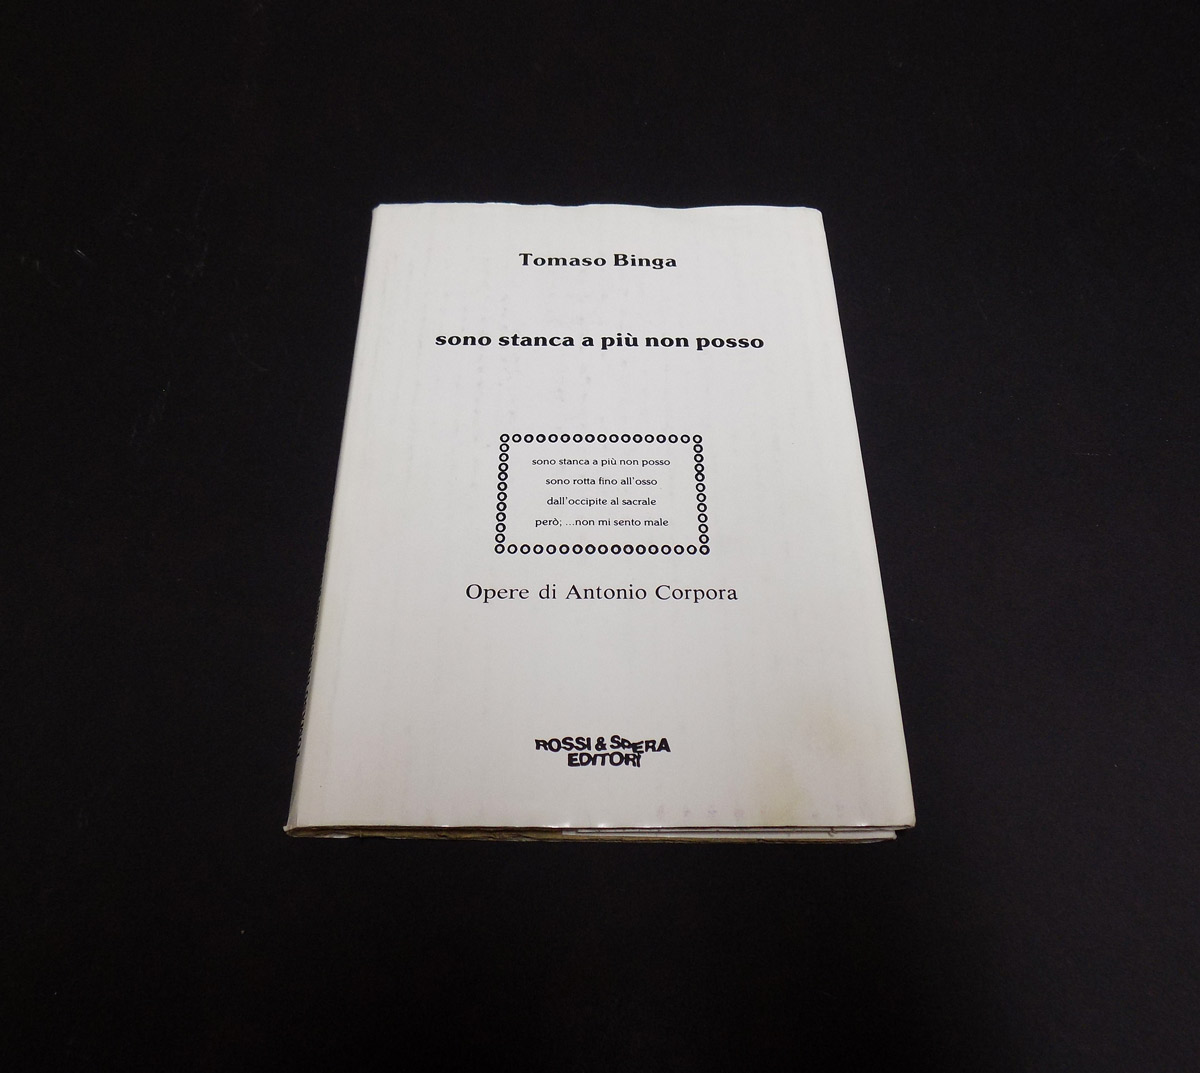 Tomaso Binga
sono stanca a più non posso
sono stanca a più non posso
sono rotta fino all'osso
dall'occipite al sacrale
però; ...non mi sento male
Opere di Antonio Corpora
ROSSI & SPERA
EDITORI